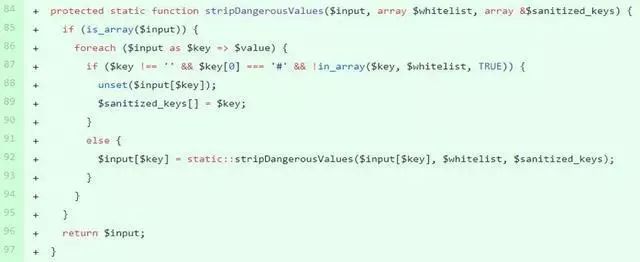 84 + protected static function stripDangerousValues($input, array $whitelist, array &$sanitized_keys) {
85 + if (is_array($input)) {
86 + foreach ($input as $key => $value) {
87 + if ($key !== '' && $key[0] === '#' && !in_array($key, $whitelist, TRUE)) {
88 + unset($input[$key]);
89 + $sanitized_keys[] = $key;
90 + }
91 + else {
92 + $input[$key] = static::stripDangerousValues($input[$key], $whitelist, $sanitized_keys);
93 + }
94 + }
95 + }
96 + return $input;
97 + }